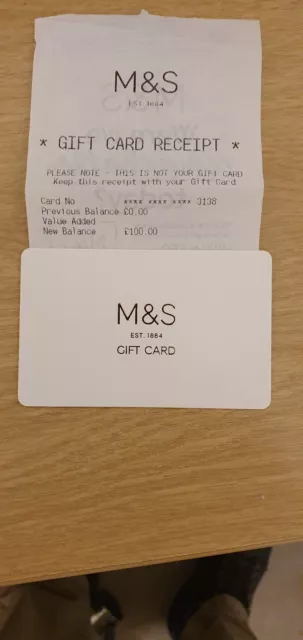 M&S
EST 1884
* GIFT CARD RECEIPT *
PLEASE NOTE - THIS IS NOT YOUR GIFT CARD
Keep this receipt with your Gift Card
Card No **** **** **** 3138
Previous Balance £0.00
Value Added
New Balance £100.00
M&S
EST. 1884
GIFT CARD